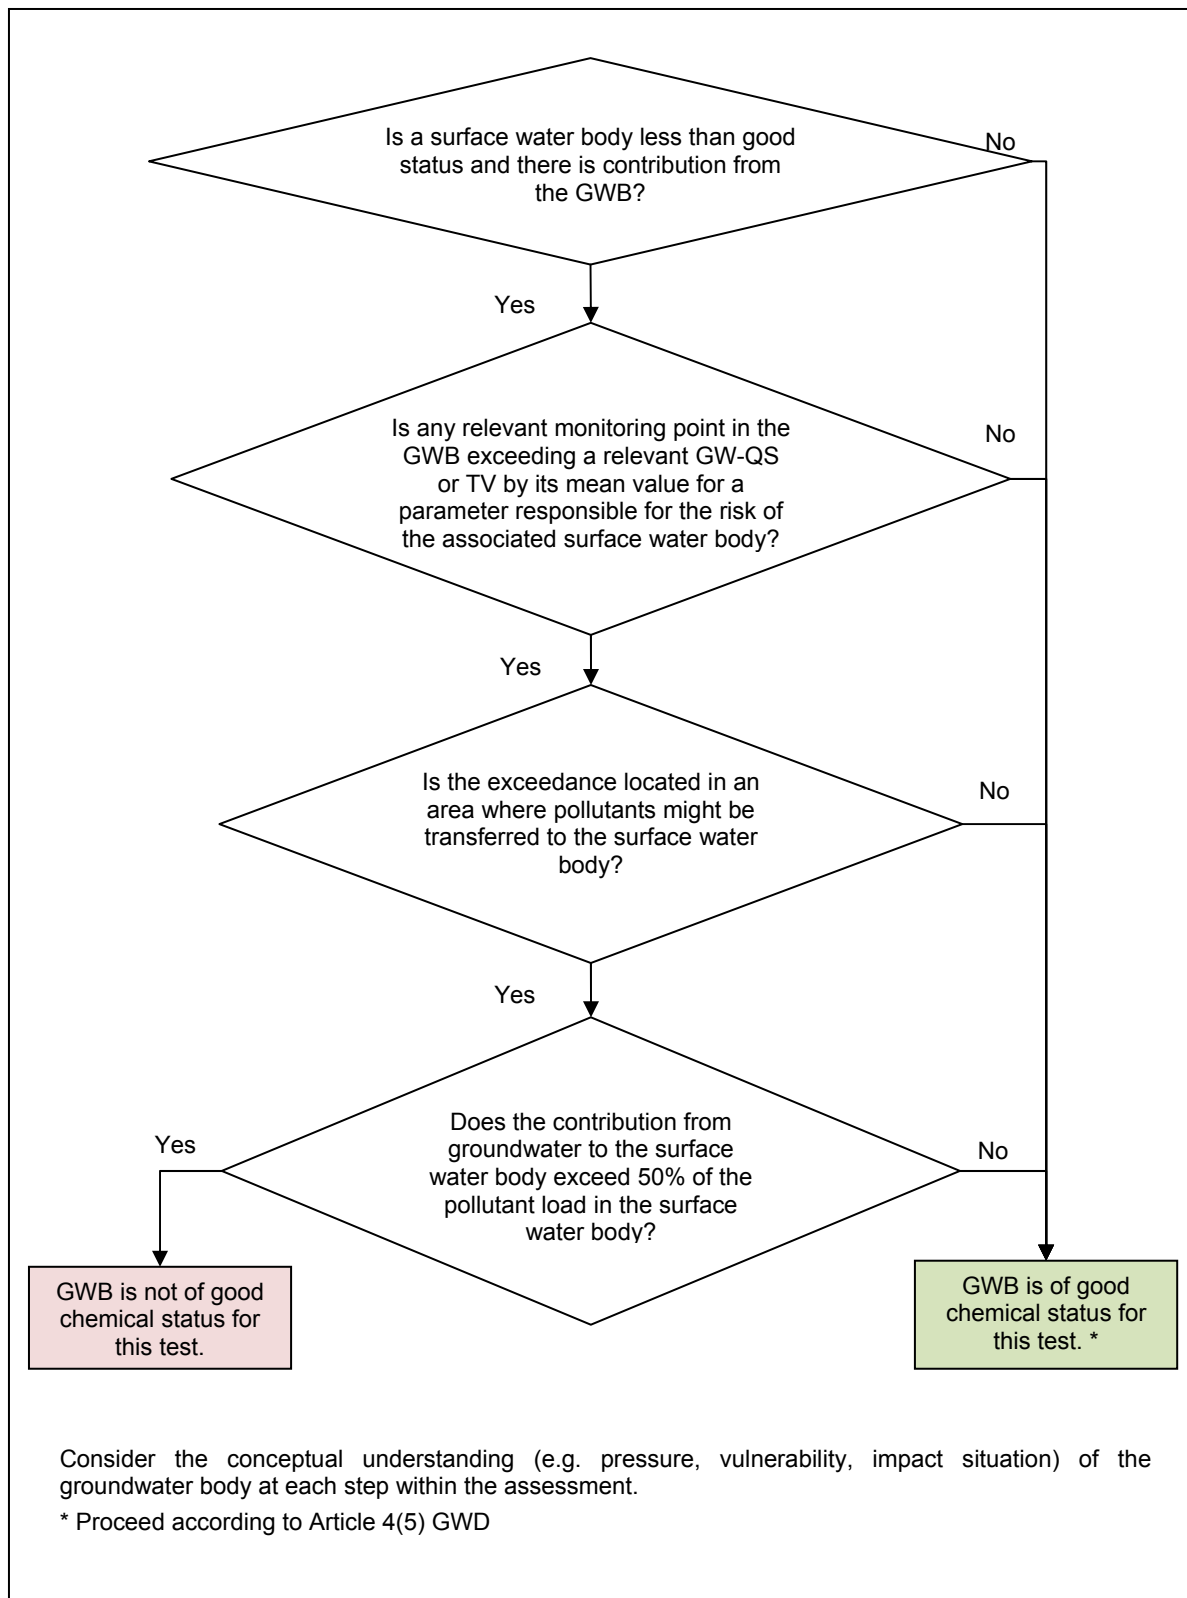 Is a surface water body less than good
status and there is contribution from
the GWB?
No
Yes
Is any relevant monitoring point in the
GWB exceeding a relevant GW-QS
or TV by its mean value for a
parameter responsible for the risk of
the associated surface water body?
No
Yes
Is the exceedance located in an
area where pollutants might be
transferred to the surface water
body?
No
Yes
Does the contribution from
groundwater to the surface
water body exceed 50% of the
pollutant load in the surface
water body?
Yes
No
GWB is not of good
chemical status for
this test.
GWB is of good
chemical status for
this test. *
Consider the conceptual understanding (e.g. pressure, vulnerability, impact situation) of the
groundwater body at each step within the assessment.
* Proceed according to Article 4(5) GWD